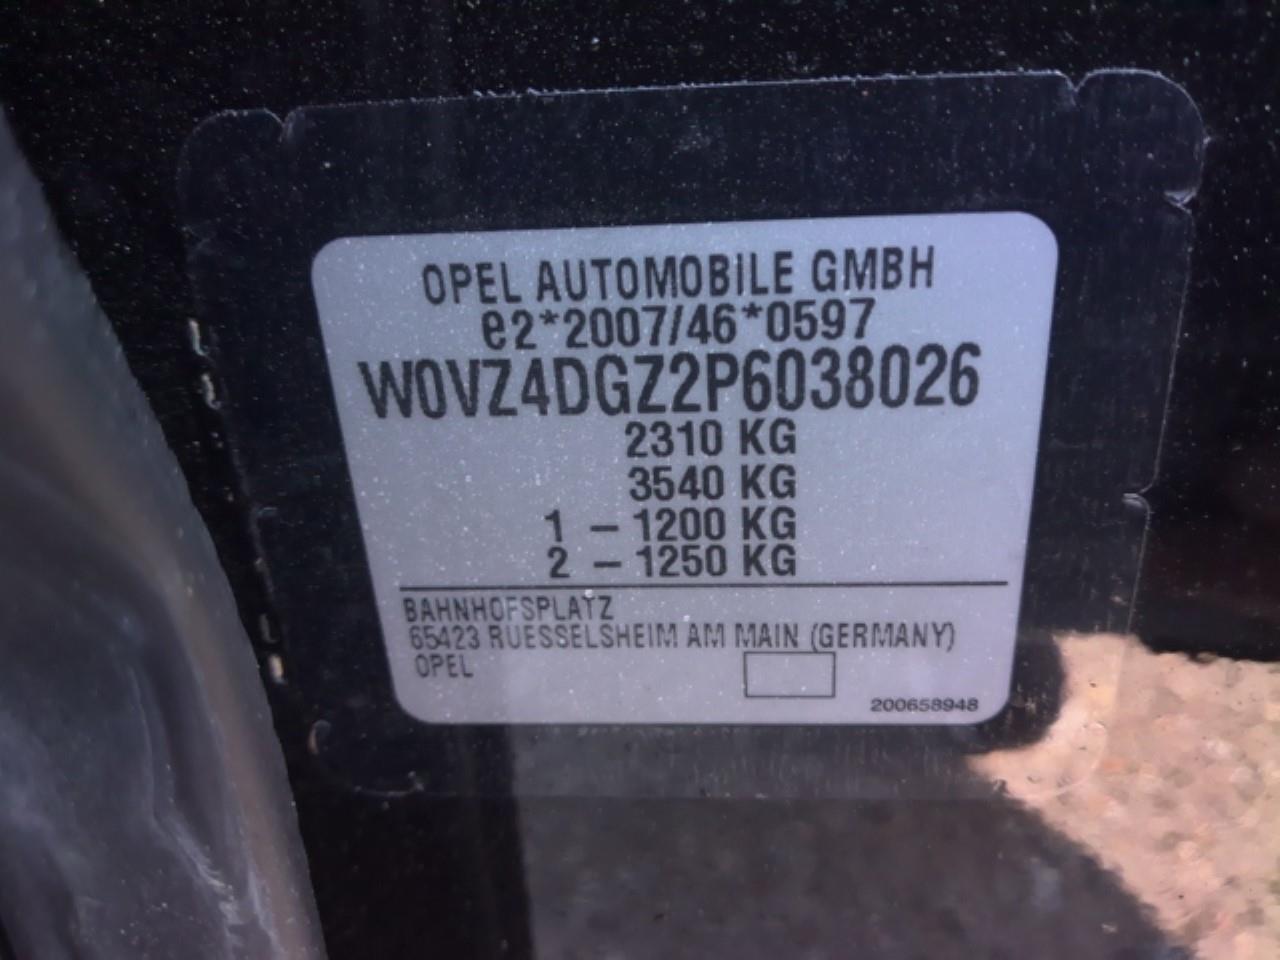 OPEL AUTOMOBILE GMBH
e2*2007/46*0597
W0VZ4DGZ2P6038026
2310 KG
3540 KG
1 – 1200 KG
2 – 1250 KG
BAHNHOFSPLATZ
65423 RUESSELSHEIM AM MAIN (GERMANY)
OPEL
200658948